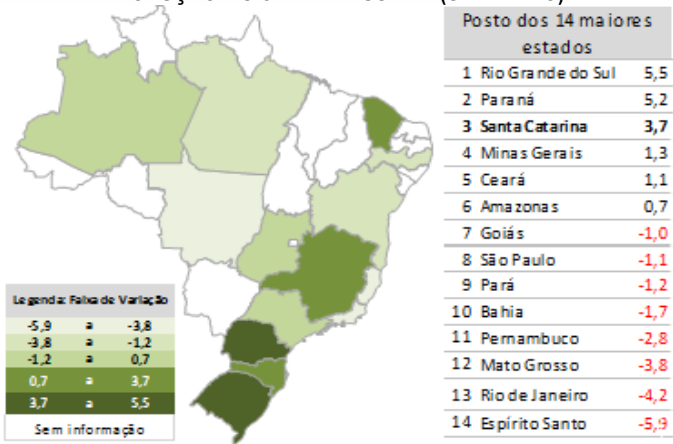 Posto dos 14 maiores
estados
1 Rio Grande do Sul 5,5
2 Paraná 5,2
3 Santa Catarina 3,7
4 Minas Gerais 1,3
5 Ceará 1,1
6 Amazonas 0,7
7 Goiás -1,0
8 São Paulo -1,1
9 Pará -1,2
10 Bahia -1,7
11 Pernambuco -2,8
12 Mato Grosso -3,8
13 Rio de Janeiro -4,2
14 Espírito Santo -5,9
Legenda: Faixa de Variação
-5,9 a -3,8
-3,8 a -1,2
-1,2 a 0,7
0,7 a 3,7
3,7 a 5,5
Sem informação